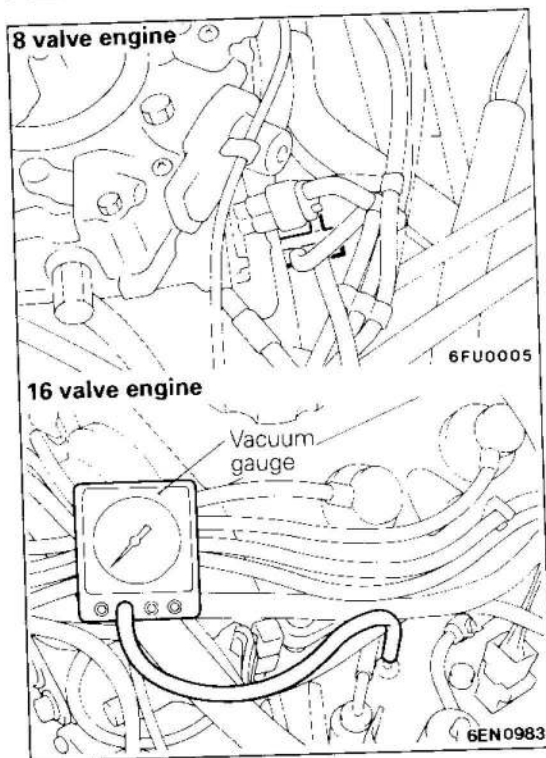 8 valve engine
6FU0005
16 valve engine
Vacuum
gauge
6EN0983